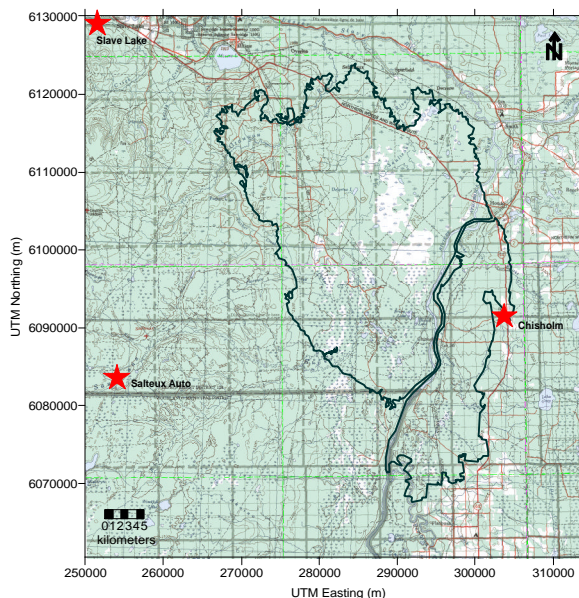 6130000
Slave Lake
N
6120000
6110000
UTM Northing (m)
6100000
6090000
Chisholm
Salteux Auto
6080000
6070000
012345
kilometers
250000 260000 270000 280000 290000 300000 310000
UTM Easting (m)